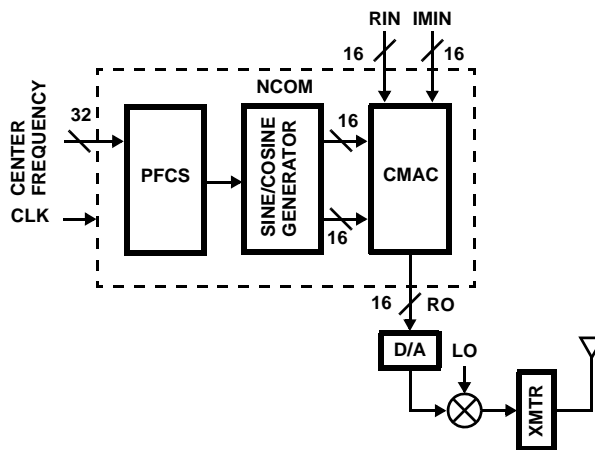 RIN IMIN
16 16
NCOM
CENTER
FREQUENCY
32
CLK
PFCS
SINE/COSINE
GENERATOR
16
16
CMAC
16 RO
D/A
LO
XMTR